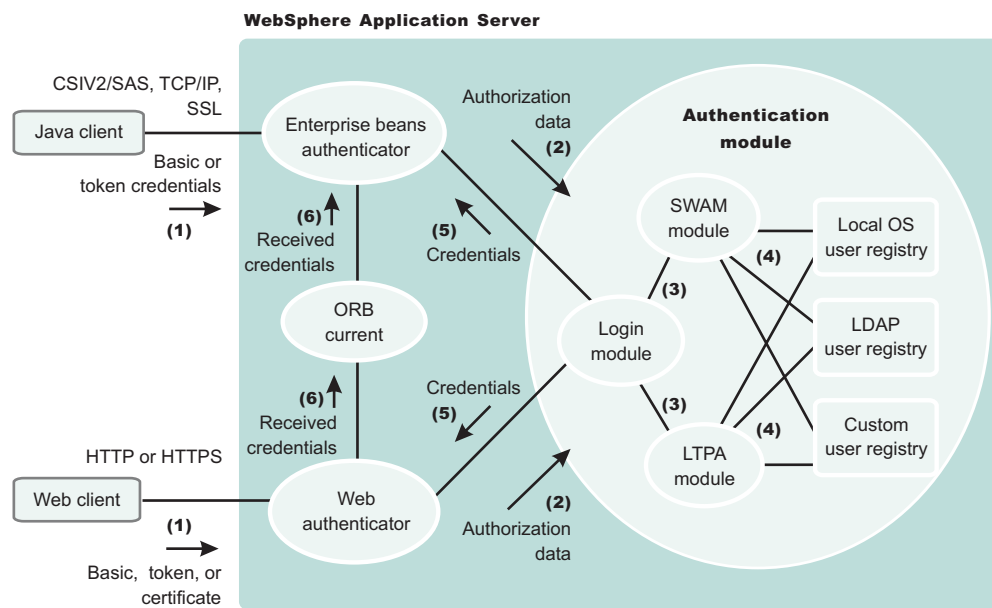 WebSphere Application Server
CSIV2/SAS, TCP/IP,
SSL
Java client
Basic or
token credentials
(1)
Enterprise beans
authenticator
Authorization
data
(2)
Authentication
module
(6)
Received
credentials
(5)
Credentials
SWAM
module
(4)
Local OS
user registry
(3)
ORB
current
Login
module
LDAP
user registry
(6)
Received
credentials
Credentials
(5)
(3)
(4)
Custom
user registry
LTPA
module
HTTP or HTTPS
Web client
(1)
Basic, token, or
certificate
Web
authenticator
(2)
Authorization
data